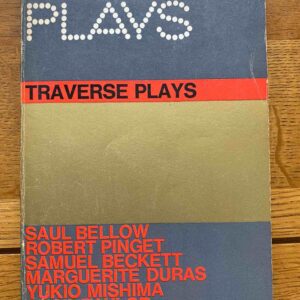 PLAYS
TRAVERSE PLAYS
SAUL BELLOW
ROBERT PINGET
SAMUEL BECKETT
MARGUERITE DURAS
YUKIO MISHIMA